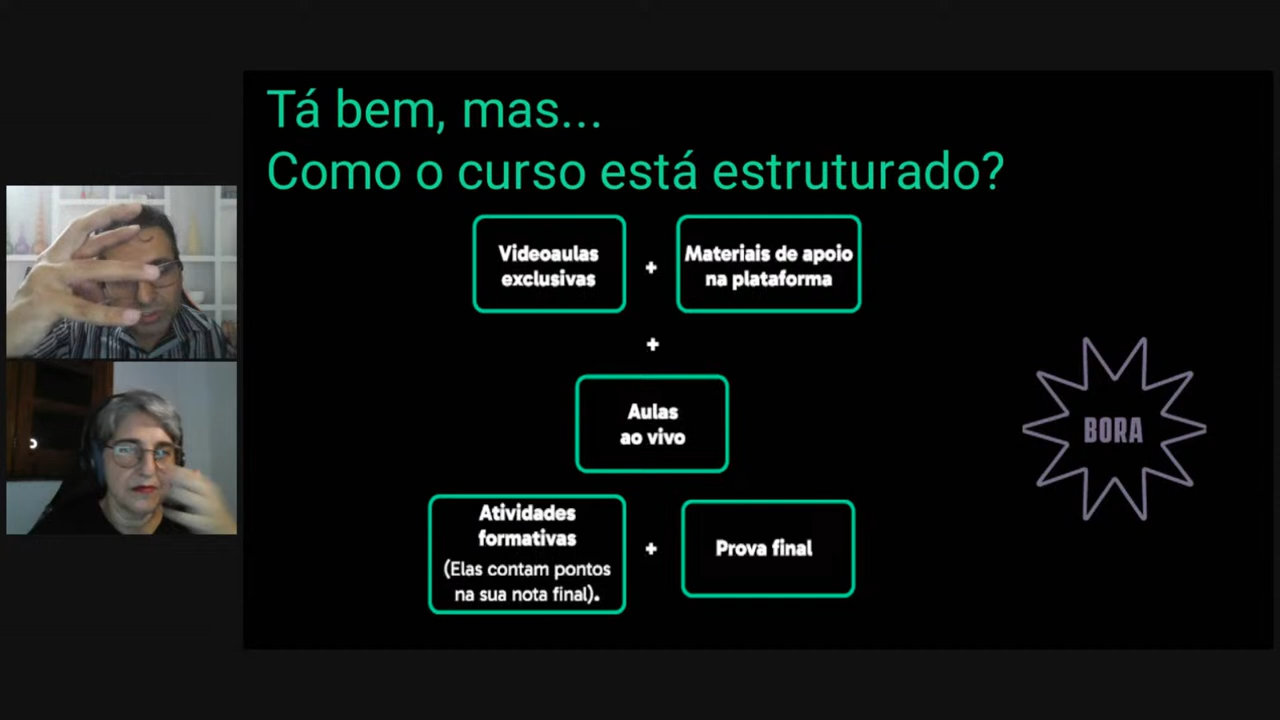 Tá bem, mas...
Como o curso está estruturado?
Videoaulas
exclusivas
+
Materiais de apoio
na plataforma
+
Aulas
ao vivo
BORA
Atividades
formativas
(Elas contam pontos
na sua nota final).
+
Prova final